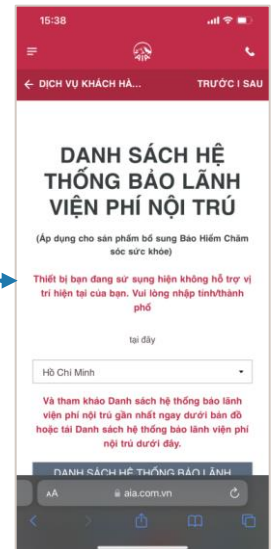 15:38
AIA
← DỊCH VỤ KHÁCH HÀ...
TRƯỚC I SAU
DANH SÁCH HỆ
THỐNG BẢO LÃNH
VIỆN PHÍ NỘI TRÚ
(Áp dụng cho sản phẩm bổ sung Bảo Hiểm Chăm
sóc sức khỏe)
Thiết bị bạn đang sử sụng hiện không hỗ trợ vị
trí hiện tại của bạn. Vui lòng nhập tỉnh/thành
phố
tại đây
Hồ Chí Minh
Và tham khảo Danh sách hệ thống bảo lãnh
viện phí nội trú gần nhất ngay dưới bản đồ
hoặc tải Danh sách hệ thống bảo lãnh viện phí
nội trú dưới đây.
DANH SÁCH HỆ THỐNG BẢO LÃNH
AA
aia.com.vn